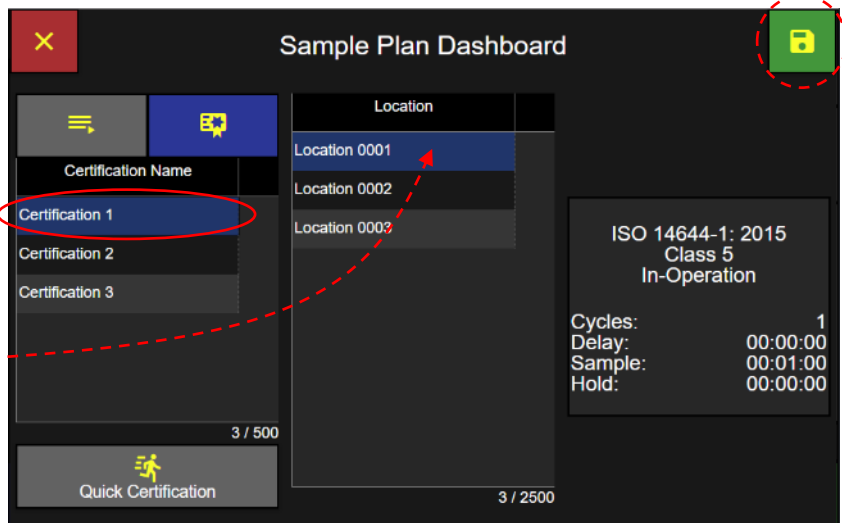 Sample Plan Dashboard
Certification Name
Certification 1
Certification 2
Certification 3
3 / 500
Quick Certification
Location
Location 0001
Location 0002
Location 0003
3 / 2500
ISO 14644-1: 2015
Class 5
In-Operation
Cycles: 1
Delay: 00:00:00
Sample: 00:01:00
Hold: 00:00:00